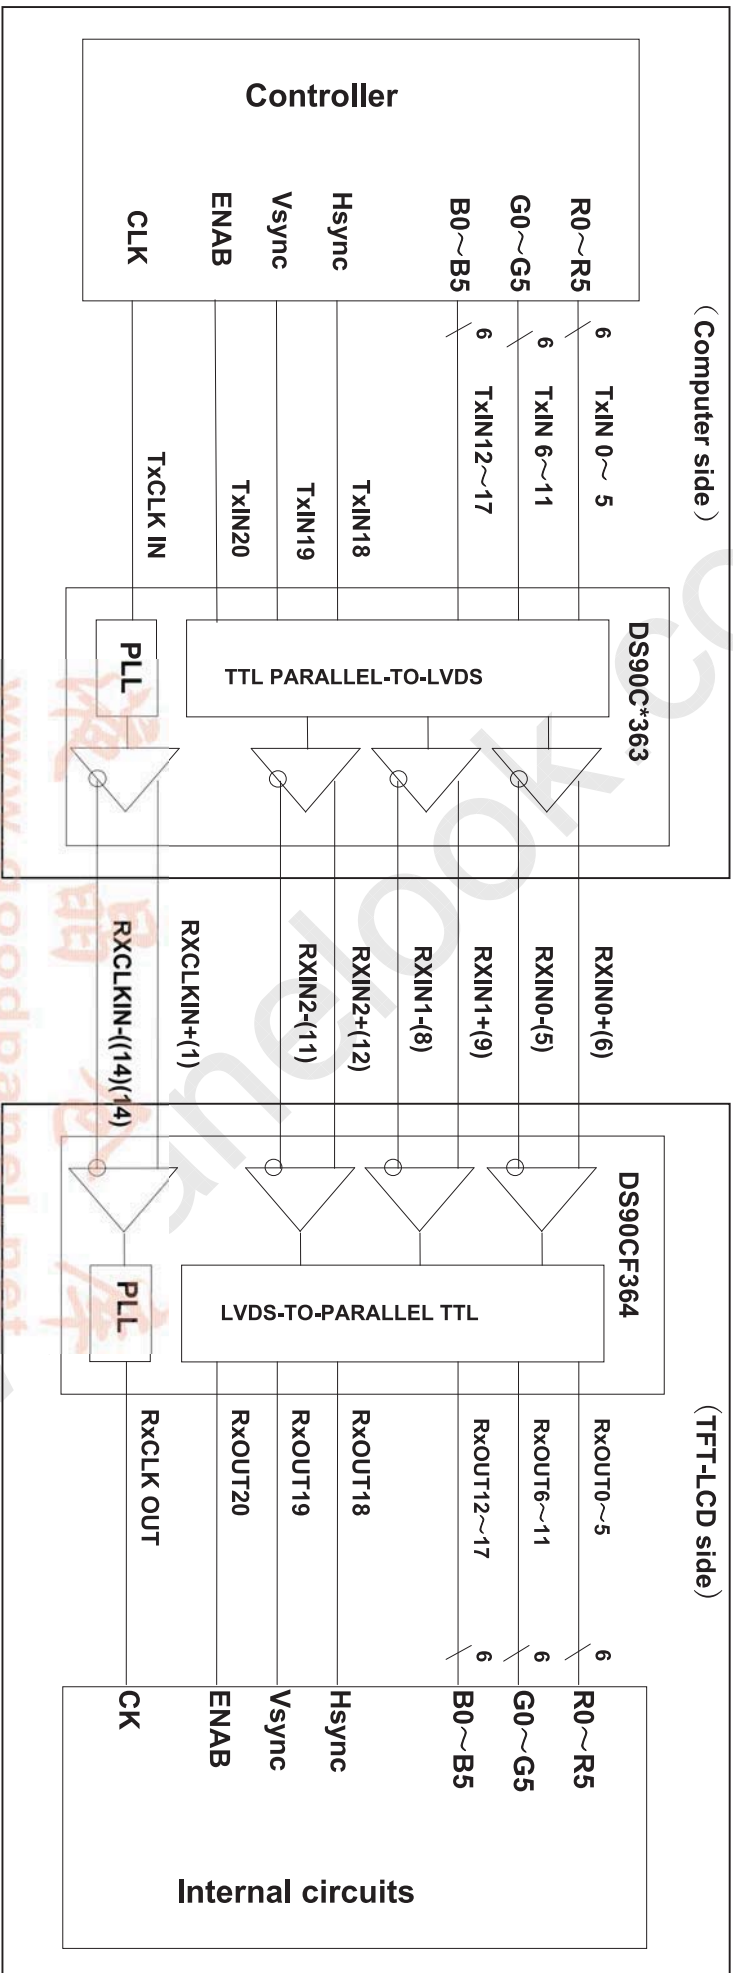 Controller
(Computer side)
R0～R5
G0～G5
B0～B5
Hsync
Vsync
ENAB
CLK
6
6
6
TxIN 0～ 5
TxIN 6～11
TxIN12～17
TxIN18
TxIN19
TxIN20
TxCLK IN
DS90C*363
TTL PARALLEL-TO-LVDS
PLL
RXIN0+(6)
RXIN0-(5)
RXIN1+(9)
RXIN1-(8)
RXIN2+(12)
RXIN2-(11)
RXCLKIN+(1)
RXCLKIN-((14)(14)
DS90CF364
LVDS-TO-PARALLEL TTL
PLL
(TFT-LCD side)
RxOUT0～5
RxOUT6～11
RxOUT12～17
RxOUT18
RxOUT19
RxOUT20
RxCLK OUT
6
6
6
R0～R5
G0～G5
B0～B5
Hsync
Vsync
ENAB
CK
Internal circuits
www.goodpanel.net